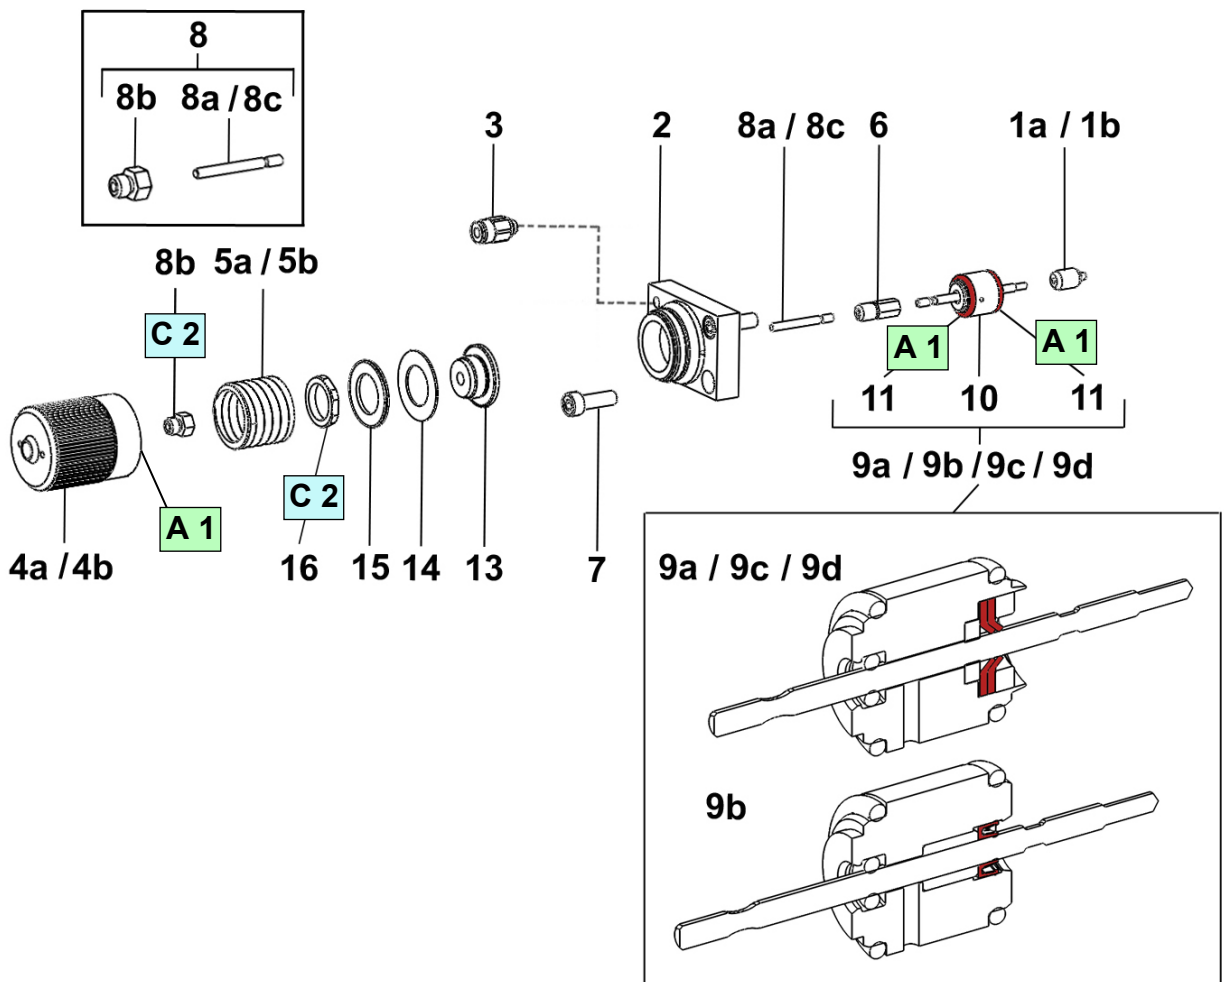 8
8b 8a / 8c
3 2 8a / 8c 6 1a / 1b
8b 5a / 5b
C 2
A 1 A 1
11 10 11
9a / 9b / 9c / 9d
C 2
A 1
4a / 4b 16 15 14 13 7
9a / 9c / 9d
9b